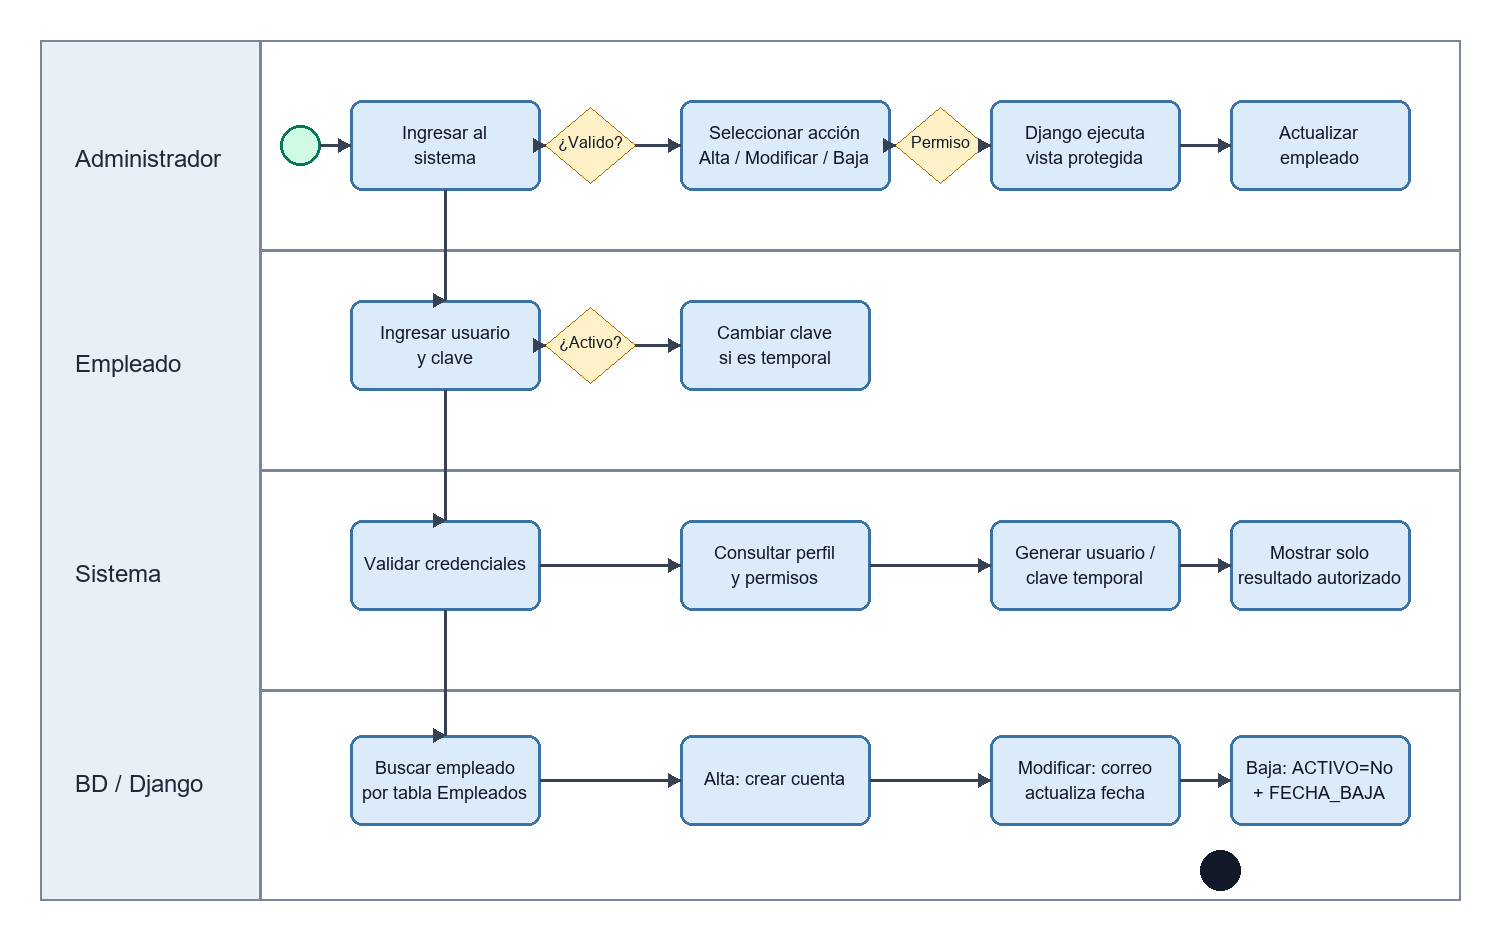 Administrador
Ingresar al
sistema
¿Valido?
Seleccionar acción
Alta / Modificar / Baja
Permiso
Django ejecuta
vista protegida
Actualizar
empleado
Empleado
Ingresar usuario
y clave
¿Activo?
Cambiar clave
si es temporal
Sistema
Validar credenciales
Consultar perfil
y permisos
Generar usuario /
clave temporal
Mostrar solo
resultado autorizado
BD / Django
Buscar empleado
por tabla Empleados
Alta: crear cuenta
Modificar: correo
actualiza fecha
Baja: ACTIVO=No
+ FECHA_BAJA